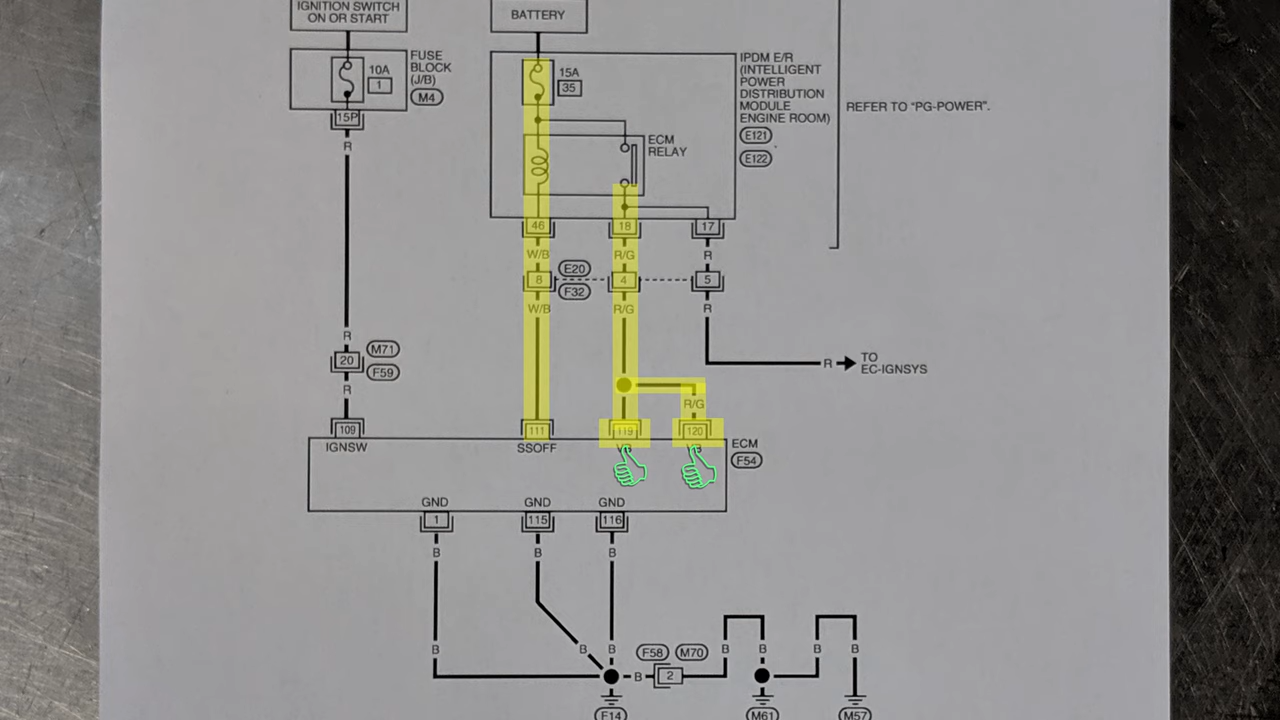 IGNITION SWITCH
ON OR START
BATTERY
10A
1
FUSE
BLOCK
(J/B)
M4
15A
35
IPDM E/R
(INTELLIGENT
POWER
DISTRIBUTION
MODULE
ENGINE ROOM)
E121
E122
REFER TO "PG-POWER".
15P
R
ECM
RELAY
46
18
17
W/B
R/G
R
8
E20
F32
4
5
W/B
R/G
R
R
20
M71
F59
R
R
TO
EC-IGNSYS
R/G
109
111
119
120
IGNSW
SSOFF
ECM
F54
GND
GND
GND
1
115
116
B
B
B
B
B
B
B
F58
M70
2
B
B
B
B
F14
M61
M57